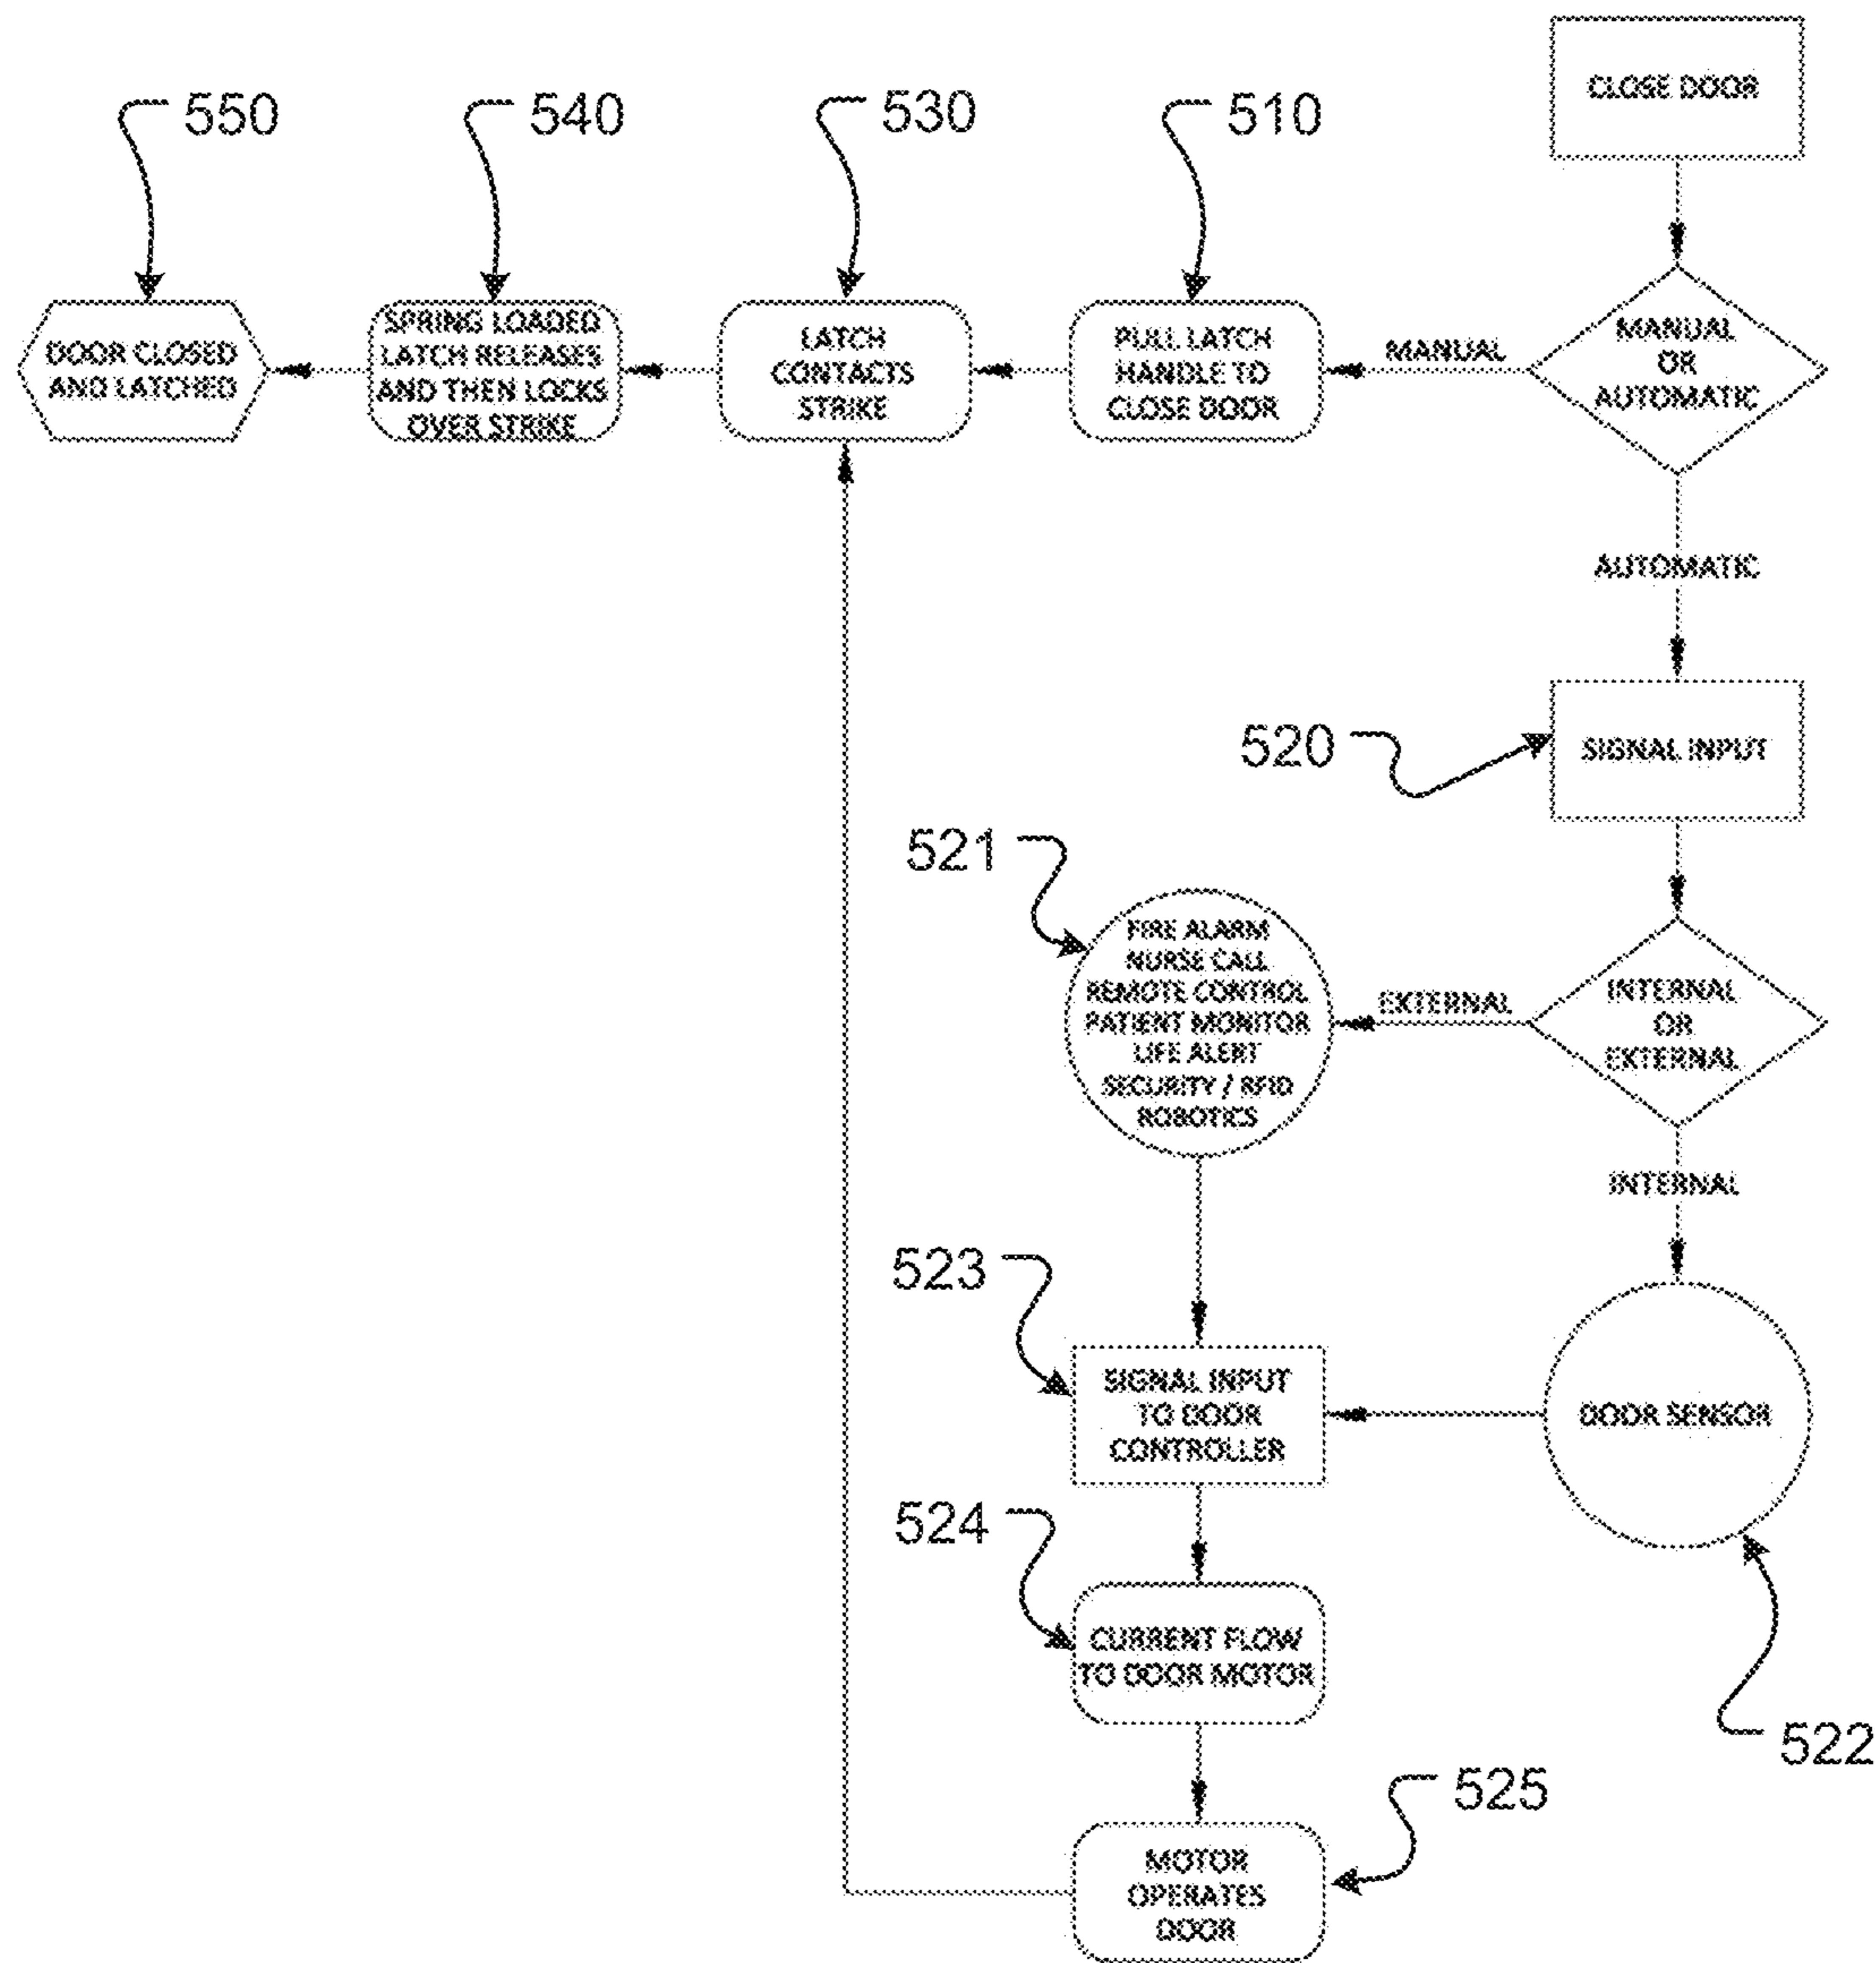 CLOSE DOOR
550
540
530
510
DOOR CLOSED
AND LATCHED
SPRING LOADED
LATCH RELEASES
AND THEN LOCKS
OVER STRIKE
LATCH
CONTACTS
STRIKE
PULL LATCH
HANDLE TO
CLOSE DOOR
MANUAL
MANUAL
OR
AUTOMATIC
AUTOMATIC
520
SIGNAL INPUT
521
FIRE ALARM
NURSE CALL
REMOTE CONTROL
PATIENT MONITOR
LIFE ALERT
SECURITY / RFID
ROBOTICS
EXTERNAL
INTERNAL
OR
EXTERNAL
INTERNAL
523
SIGNAL INPUT
TO DOOR
CONTROLLER
DOOR SENSOR
524
CURRENT FLOW
TO DOOR MOTOR
522
525
MOTOR
OPERATES
DOOR